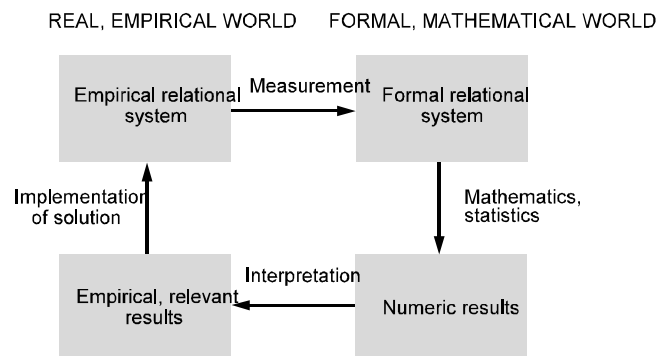 REAL, EMPIRICAL WORLD
FORMAL, MATHEMATICAL WORLD
Empirical relational
system
Measurement
Formal relational
system
Implementation
of solution
Mathematics,
statistics
Empirical, relevant
results
Interpretation
Numeric results